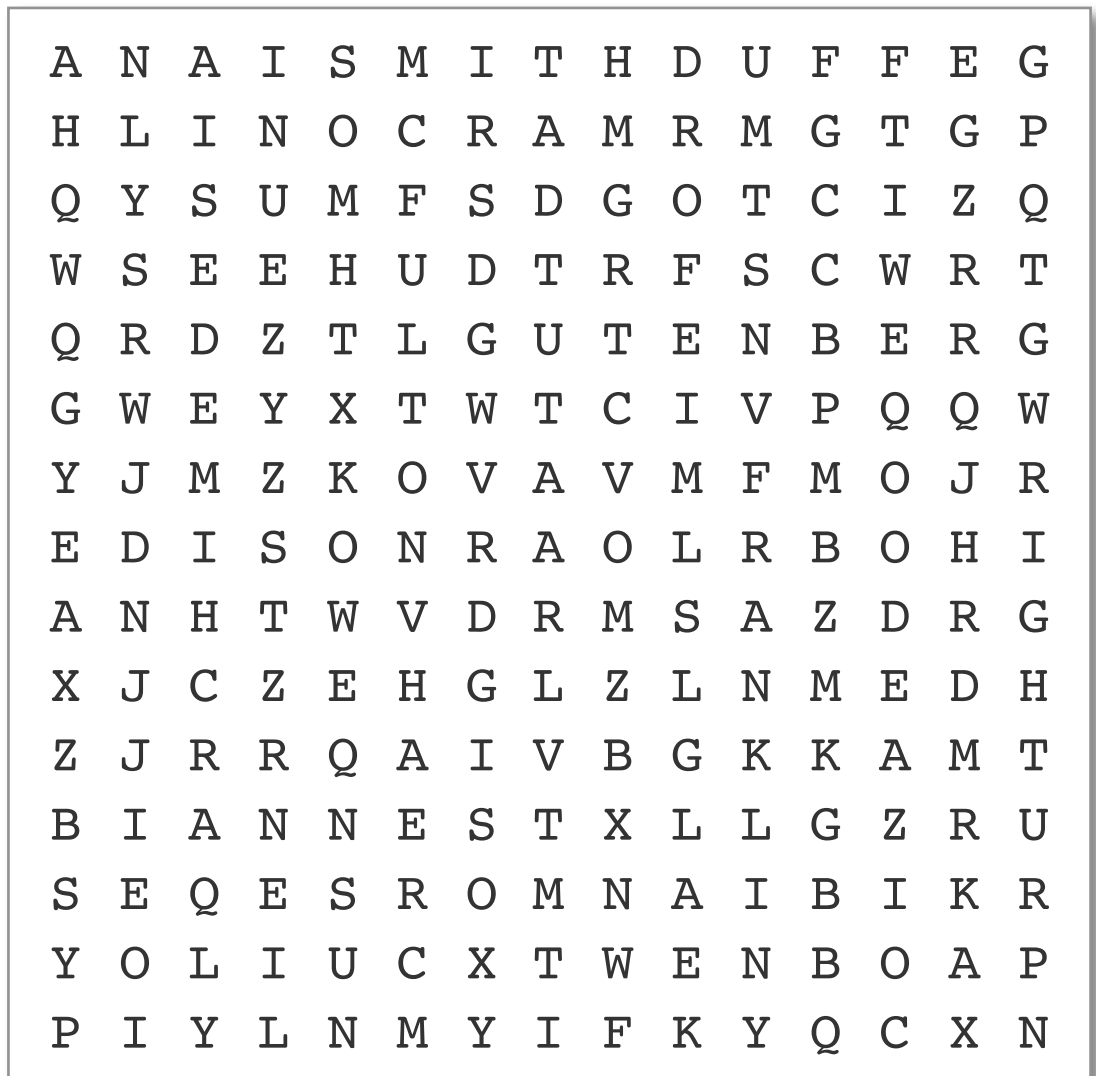 A N A I S M I T H D U F F E G
H L I N O C R A M R M G T G P
Q Y S U M F S D G O T C I Z Q
W S E E H U D T R F S C W R T
Q R D Z T L G U T E N B E R G
G W E Y X T W T C I V P Q Q W
Y J M Z K O V A V M F M O J R
E D I S O N R A O L R B O H I
A N H T W V D R M S A Z D R G
X J C Z E H G L Z L N M E D H
Z J R R Q A I V B G K K A M T
B I A N N E S T X L L G Z R U
S E Q E S R O M N A I B I K R
Y O L I U C X T W E N B O A P
P I Y L N M Y I F K Y Q C X N